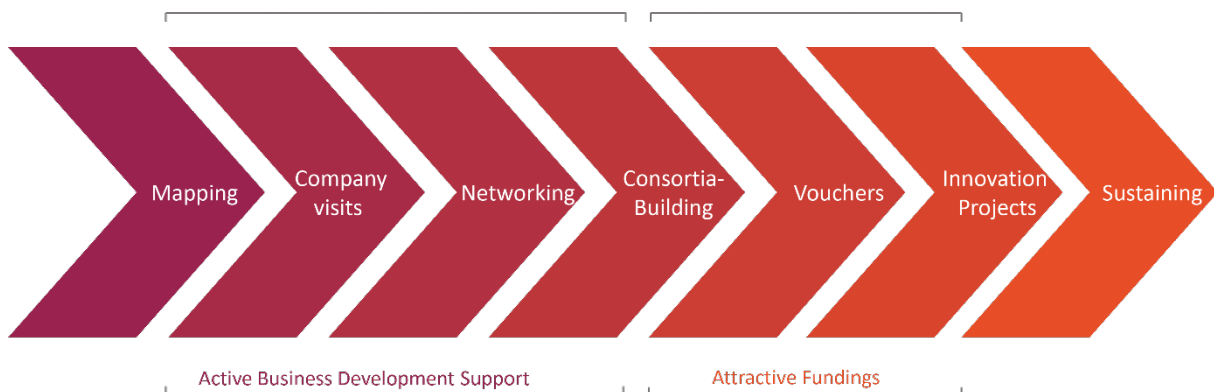 Mapping
Company
visits
Networking
Consortia-
Building
Vouchers
Innovation
Projects
Sustaining
Active Business Development Support
Attractive Fundings